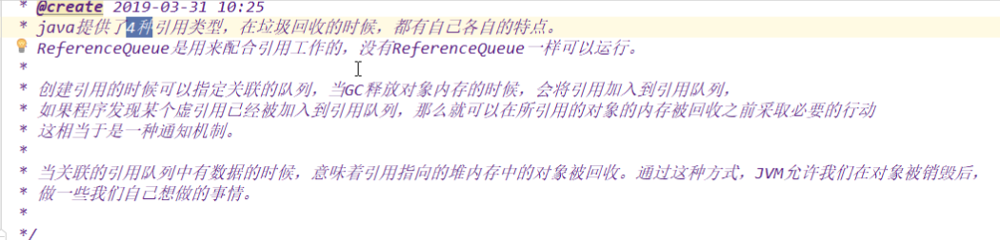 * @create 2019-03-31 10:25
* java提供了4种引用类型，在垃圾回收的时候，都有自己各自的特点。
* ReferenceQueue是用来配合引用工作的，没有ReferenceQueue一样可以运行。
*
* 创建引用的时候可以指定关联的队列，当GC释放对象内存的时候，会将引用加入到引用队列，
* 如果程序发现某个虚引用已经被加入到引用队列，那么就可以在所引用的对象的内存被回收之前采取必要的行动
* 这相当于是一种通知机制。
*
* 当关联的引用队列中有数据的时候，意味着引用指向的堆内存中的对象被回收。通过这种方式，JVM允许我们在对象被销毁后，
* 做一些我们自己想做的事情。
*
*/